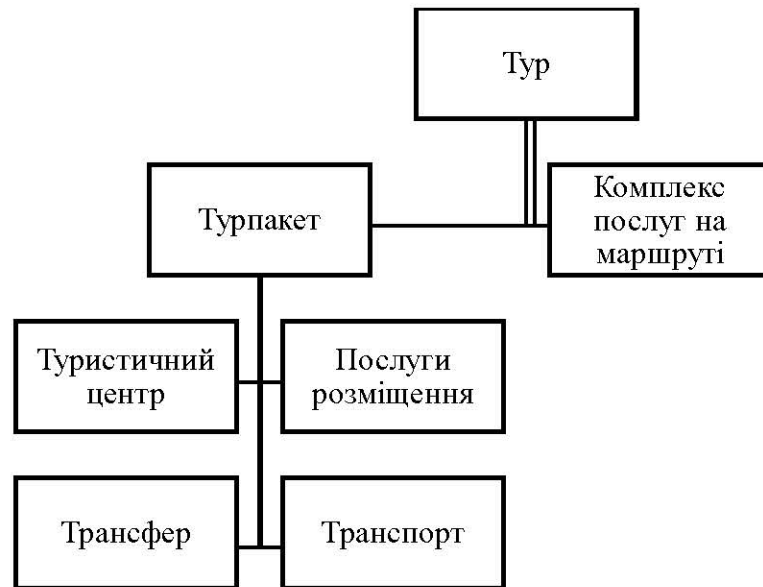 Тур
Турпакет
Комплекс
послуг на
маршруті
Туристичний
центр
Послуги
розміщення
Трансфер
Транспорт